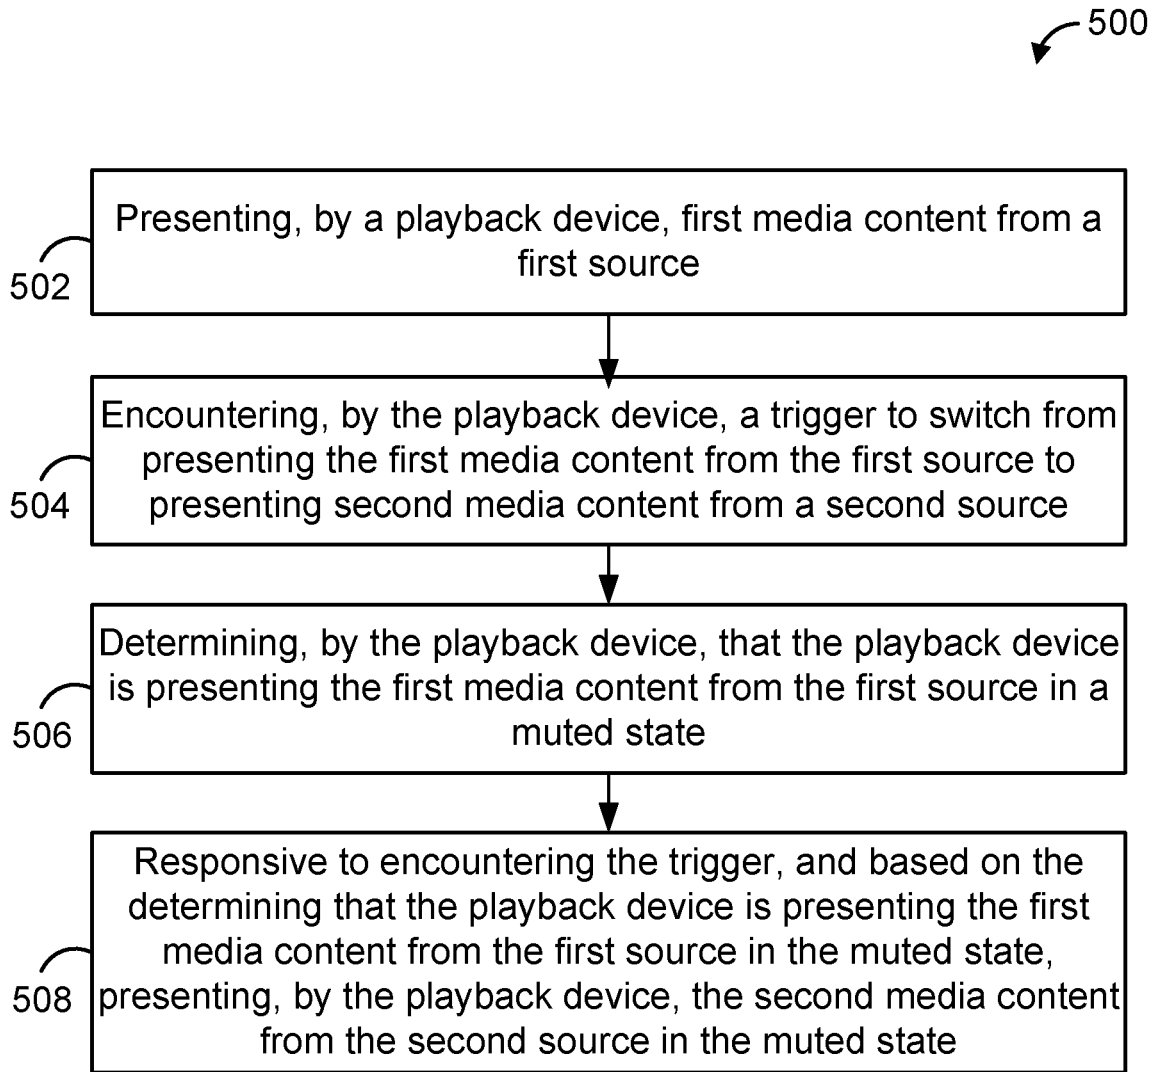 500
Presenting, by a playback device, first media content from a
first source
502
Encountering, by the playback device, a trigger to switch from
presenting the first media content from the first source to
presenting second media content from a second source
504
Determining, by the playback device, that the playback device
is presenting the first media content from the first source in a
muted state
506
Responsive to encountering the trigger, and based on the
determining that the playback device is presenting the first
media content from the first source in the muted state,
presenting, by the playback device, the second media content
from the second source in the muted state
508